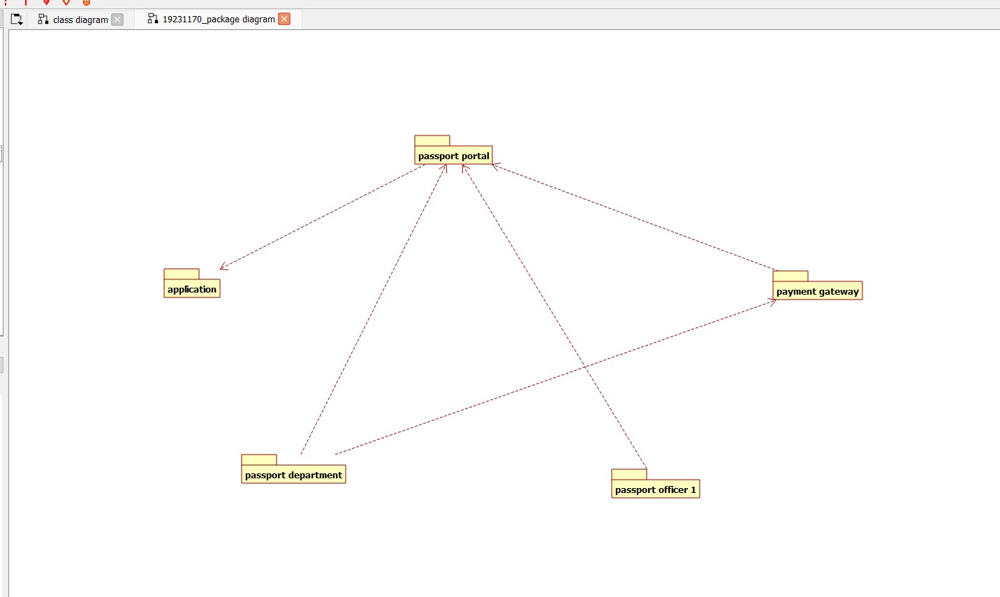 class diagram
19231170_package diagram
passport portal
application
payment gateway
passport department
passport officer 1